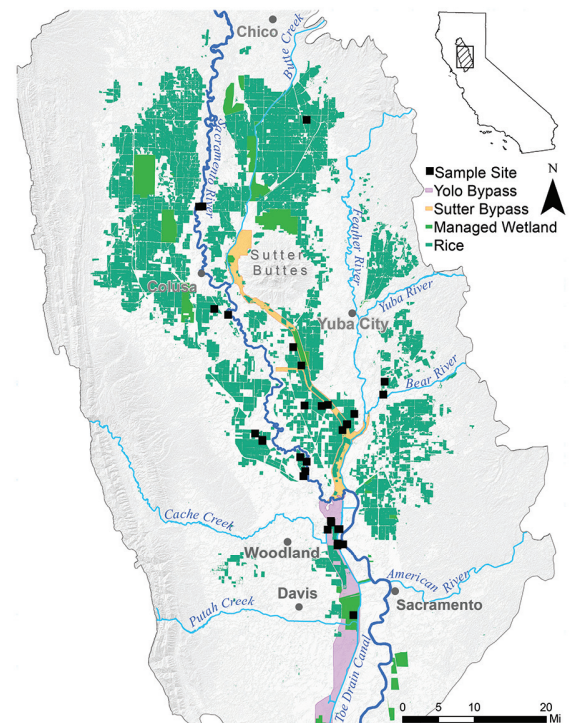 Chico
Butte Creek
Sacramento River
Feather River
N
Sample Site
Yolo Bypass
Sutter Bypass
Managed Wetland
Rice
Sutter
Buttes
Colusa
Yuba River
Yuba City
Bear River
Cache Creek
Woodland
American River
Davis
Sacramento
Putah Creek
Toe Drain Canal
0 5 10 20
Mi